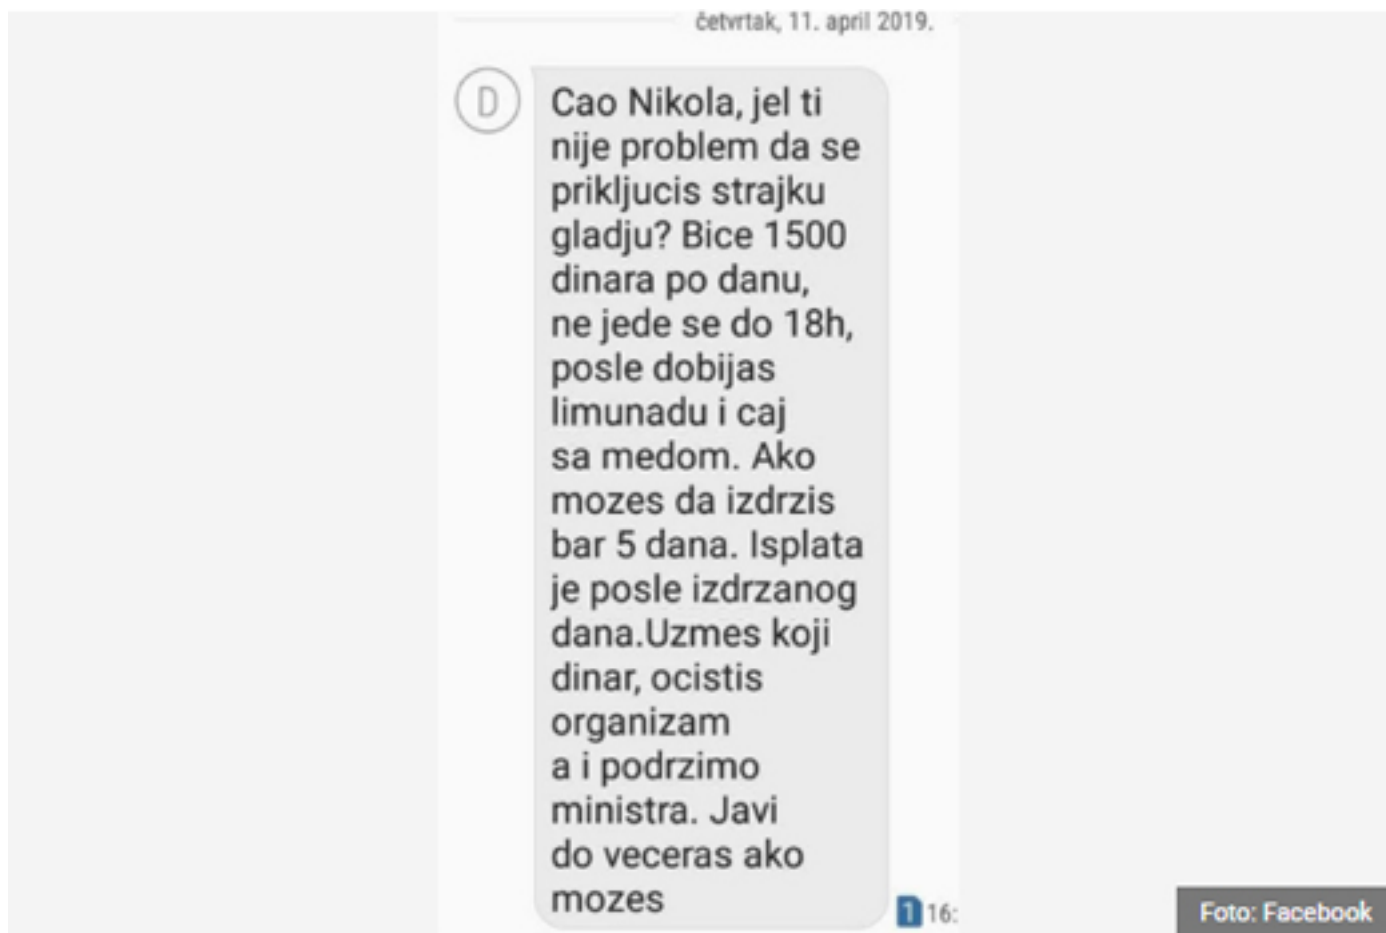 četvrtak, 11. april 2019.
D
Cao Nikola, jel ti
nije problem da se
prikljucis strajku
gladju? Bice 1500
dinara po danu,
ne jede se do 18h,
posle dobijas
limunadu i caj
sa medom. Ako
mozes da izdrzis
bar 5 dana. Isplata
je posle izdrzanog
dana.Uzmes koji
dinar, ocistis
organizam
a i podrzimo
ministra. Javi
do veceras ako
mozes
1 16:
Foto: Facebook